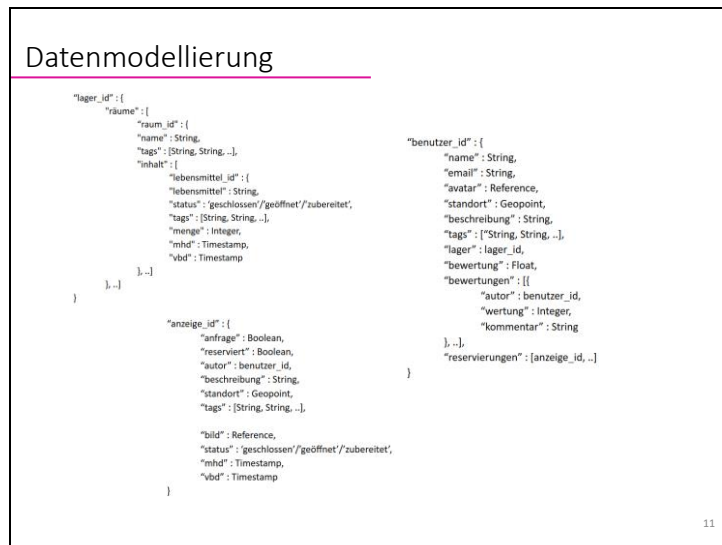 Datenmodellierung
"lager_id" : {
"räume" : [
"raum_id" : {
"name" : String,
"tags" : [String, String, ..],
"inhalt" : [
"lebensmittel_id" : {
"lebensmittel" : String,
"status" : 'geschlossen'/'geöffnet'/'zubereitet',
"tags" : [String, String, ..],
"menge" : Integer,
"mhd" : Timestamp,
"vbd" : Timestamp
}, ..]
}, ..]
}
"anzeige_id" : {
"anfrage" : Boolean,
"reserviert" : Boolean,
"autor" : benutzer_id,
"beschreibung" : String,
"standort" : Geopoint,
"tags" : [String, String, ..],
"bild" : Reference,
"status" : 'geschlossen'/'geöffnet'/'zubereitet',
"mhd" : Timestamp,
"vbd" : Timestamp
}
"benutzer_id" : {
"name" : String,
"email" : String,
"avatar" : Reference,
"standort" : Geopoint,
"beschreibung" : String,
"tags" : ["String, String, ..],
"lager" : lager_id,
"bewertung" : Float,
"bewertungen" : [{
"autor" : benutzer_id,
"wertung" : Integer,
"kommentar" : String
}, ..],
"reservierungen" : [anzeige_id, ..]
}
11